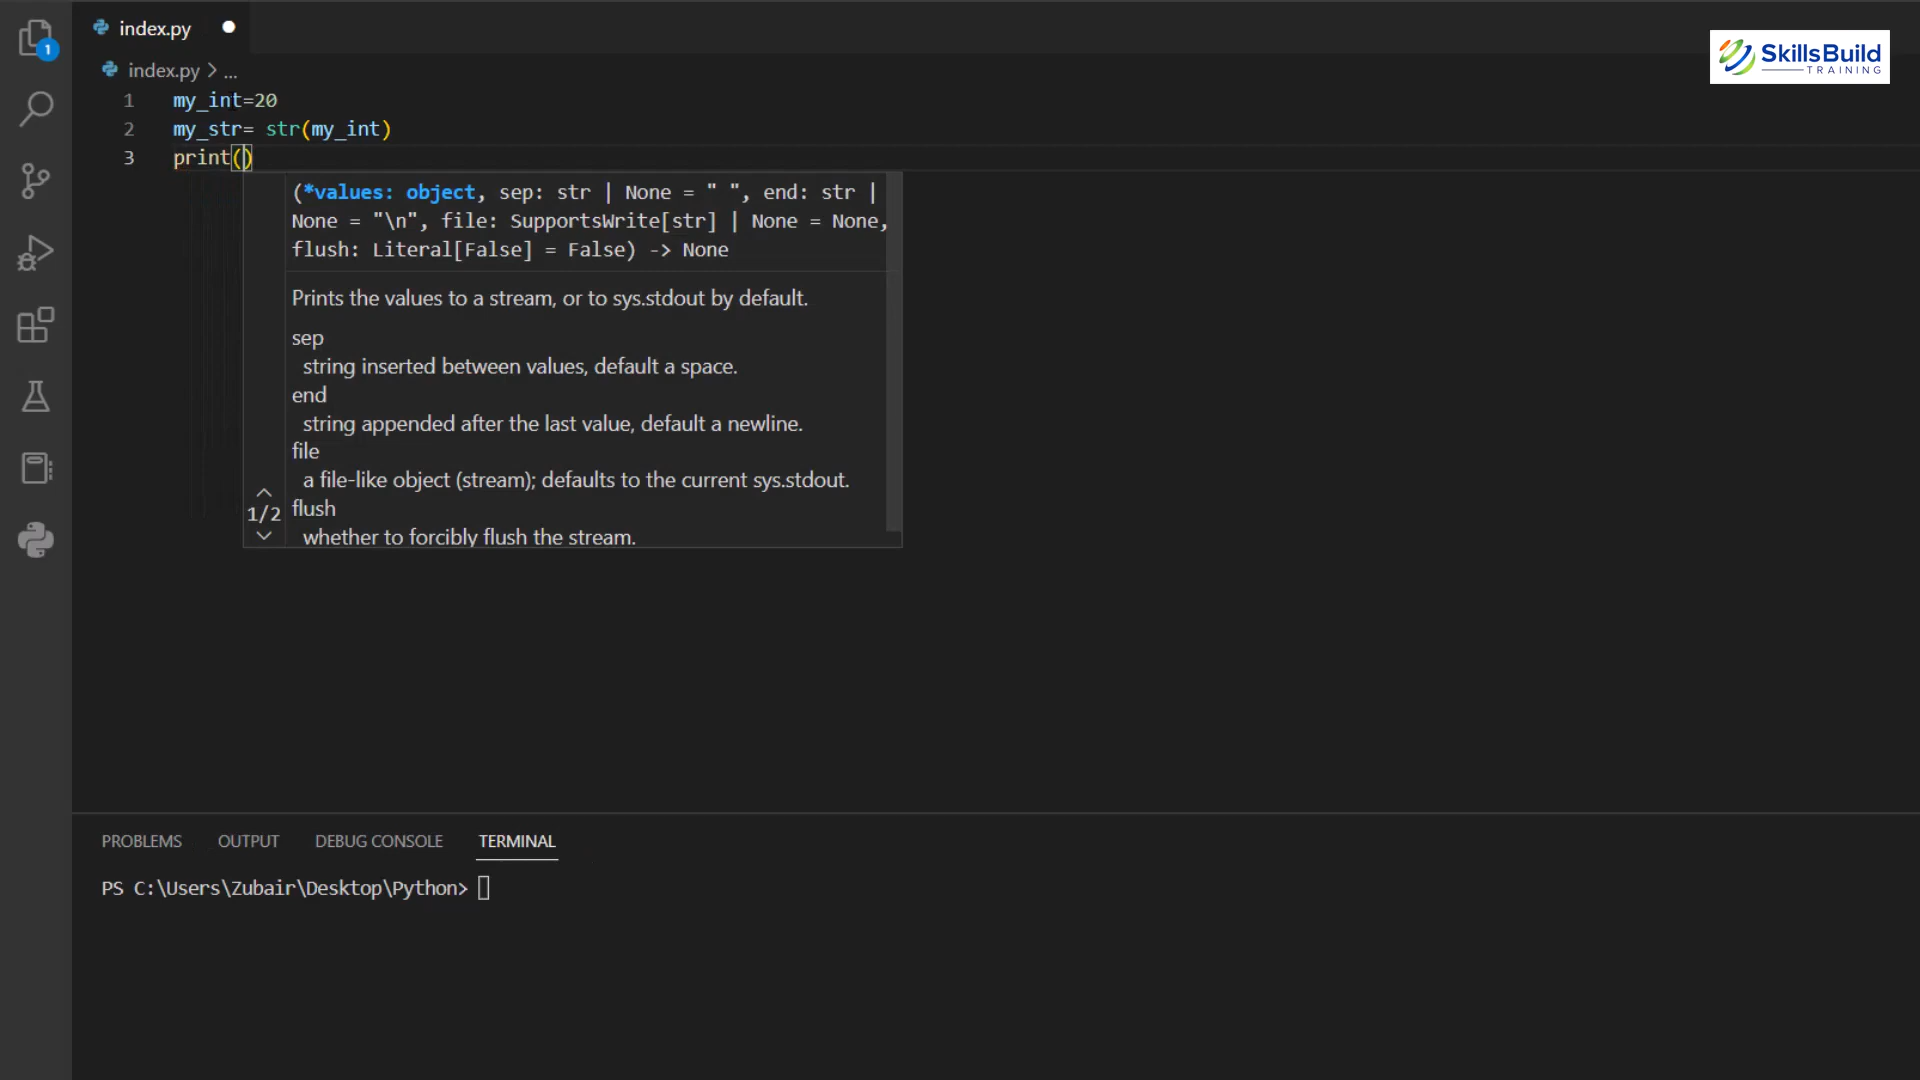 1
index.py
SkillsBuild
TRAINING
index.py > ...
1 my_int=20
2 my_str= str(my_int)
3 print()
(*values: object, sep: str | None = " ", end: str |
None = "\n", file: SupportsWrite[str] | None = None,
flush: Literal[False] = False) -> None
Prints the values to a stream, or to sys.stdout by default.
sep
string inserted between values, default a space.
end
string appended after the last value, default a newline.
file
a file-like object (stream); defaults to the current sys.stdout.
1/2
flush
whether to forcibly flush the stream.
PROBLEMS OUTPUT DEBUG CONSOLE TERMINAL
PS C:\Users\Zubair\Desktop\Python>